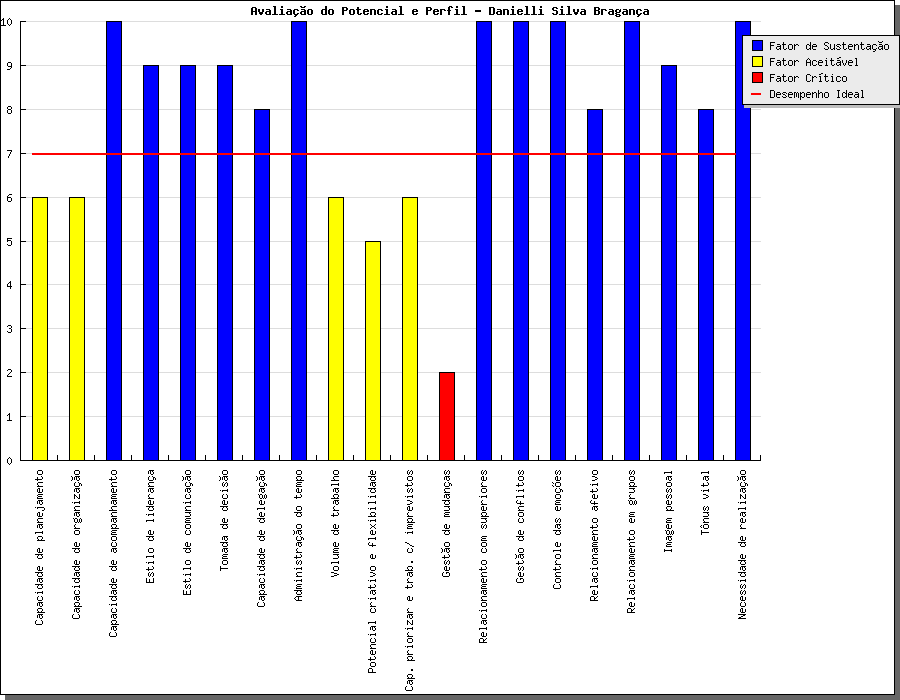 Avaliação do Potencial e Perfil - Danielli Silva Bragança
Fator de Sustentação
Fator Aceitável
Fator Crítico
Desempenho Ideal
10
9
8
7
6
5
4
3
2
1
0
Capacidade de planejamento
Capacidade de organização
Capacidade de acompanhamento
Estilo de liderança
Estilo de comunicação
Tomada de decisão
Capacidade de delegação
Administração do tempo
Volume de trabalho
Potencial criativo e flexibilidade
Cap. priorizar e trab. c/ imprevistos
Gestão de mudanças
Relacionamento com superiores
Gestão de conflitos
Controle das emoções
Relacionamento afetivo
Relacionamento em grupos
Imagem pessoal
Tônus vital
Necessidade de realização